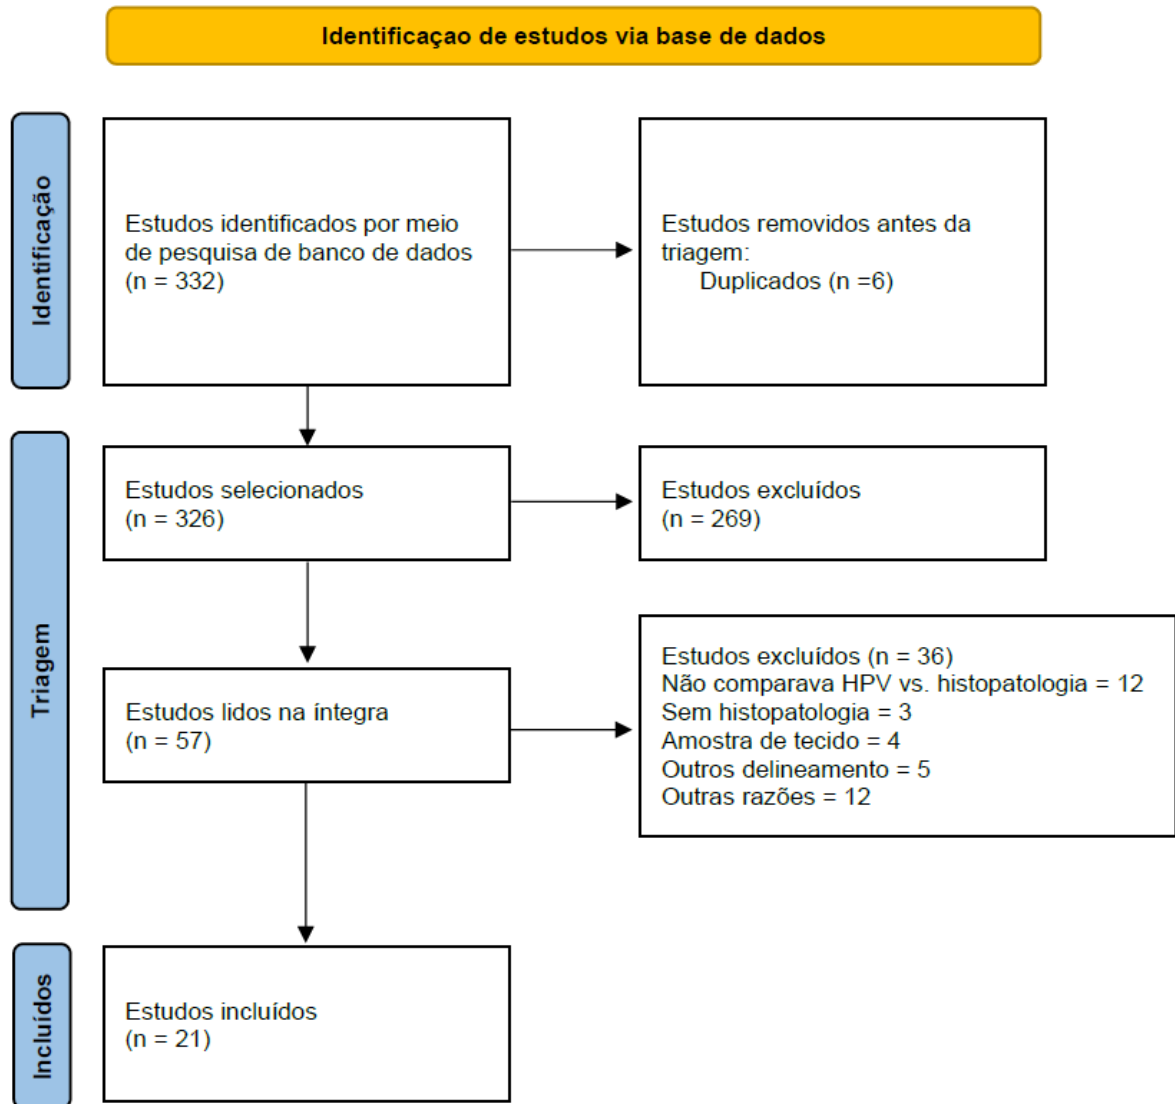 Identificaçao de estudos via base de dados
Identificação
Estudos identificados por meio
de pesquisa de banco de dados
(n = 332)
Estudos removidos antes da
triagem:
Duplicados (n =6)
Triagem
Estudos selecionados
(n = 326)
Estudos excluídos
(n = 269)
Estudos lidos na íntegra
(n = 57)
Estudos excluídos (n = 36)
Não comparava HPV vs. histopatologia = 12
Sem histopatologia = 3
Amostra de tecido = 4
Outros delineamento = 5
Outras razões = 12
Incluídos
Estudos incluídos
(n = 21)